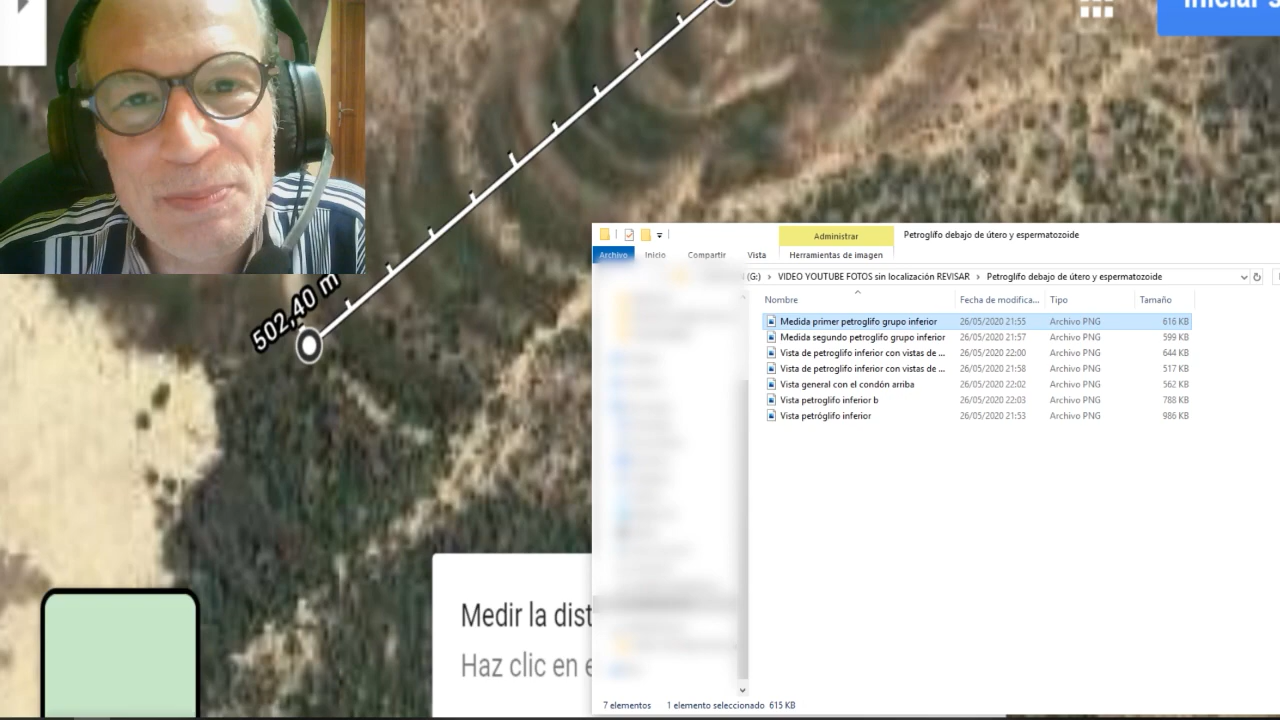 Iniciar s
502,40 m
Medir la dist
Haz clic en e
Administrar
Petroglifo debajo de útero y espermatozoide
Archivo
Inicio
Compartir
Vista
Herramientas de imagen
(G:) › VIDEO YOUTUBE FOTOS sin localización REVISAR › Petroglifo debajo de útero y espermatozoide
Nombre Fecha de modifica... Tipo Tamaño
Medida primer petroglifo grupo inferior 26/05/2020 21:55 Archivo PNG 616 KB
Medida segundo petroglifo grupo inferior 26/05/2020 21:57 Archivo PNG 599 KB
Vista de petroglifo inferior con vistas de ... 26/05/2020 22:00 Archivo PNG 644 KB
Vista de petroglifo inferior con vistas de ... 26/05/2020 21:58 Archivo PNG 517 KB
Vista general con el condón arriba 26/05/2020 22:02 Archivo PNG 562 KB
Vista petroglifo inferior b 26/05/2020 22:03 Archivo PNG 788 KB
Vista petróglifo inferior 26/05/2020 21:53 Archivo PNG 986 KB
7 elementos 1 elemento seleccionado 615 KB